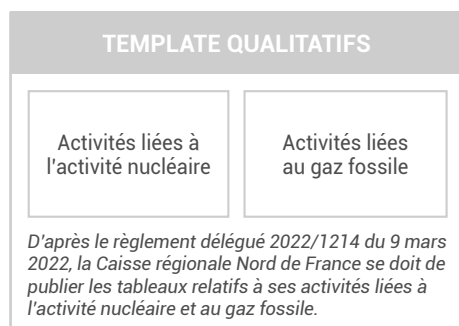 TEMPLATE QUALITATIFS
Activités liées à
l'activité nucléaire
Activités liées
au gaz fossile
D'après le règlement délégué 2022/1214 du 9 mars
2022, la Caisse régionale Nord de France se doit de
publier les tableaux relatifs à ses activités liées à
l'activité nucléaire et au gaz fossile.